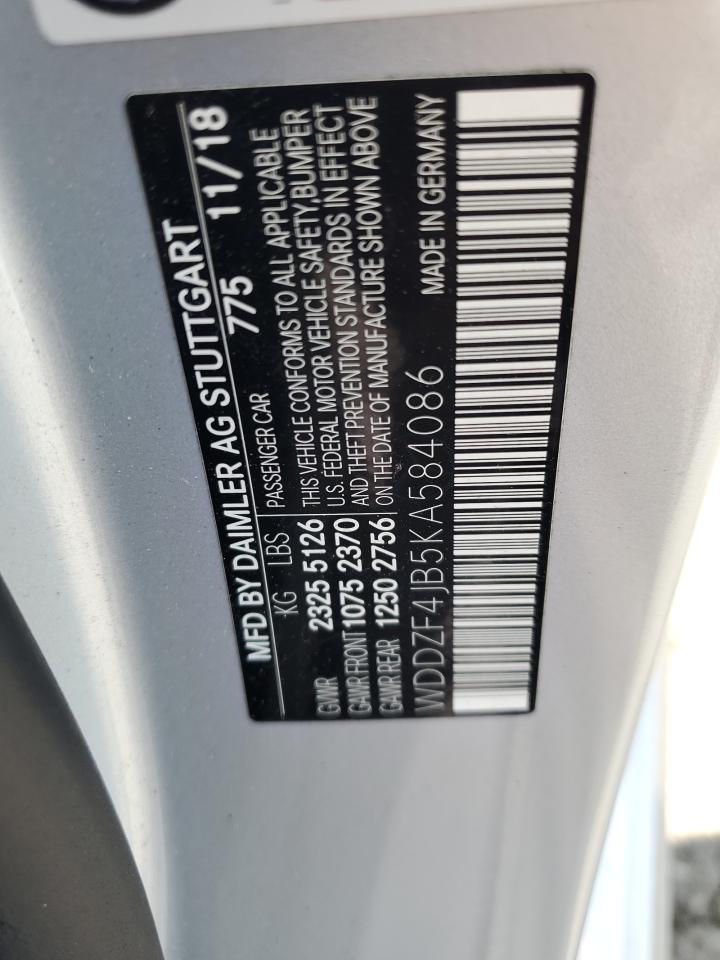 MFD BY DAIMLER AG STUTTGART
775 11/18
KG LBS PASSENGER CAR
GVWR 2325 5126 THIS VEHICLE CONFORMS TO ALL APPLICABLE
GAWR FRONT 1075 2370 U.S. FEDERAL MOTOR VEHICLE SAFETY,BUMPER
GAWR REAR 1250 2756 AND THEFT PREVENTION STANDARDS IN EFFECT
ON THE DATE OF MANUFACTURE SHOWN ABOVE
WDDZF4JB5KA584086 MADE IN GERMANY